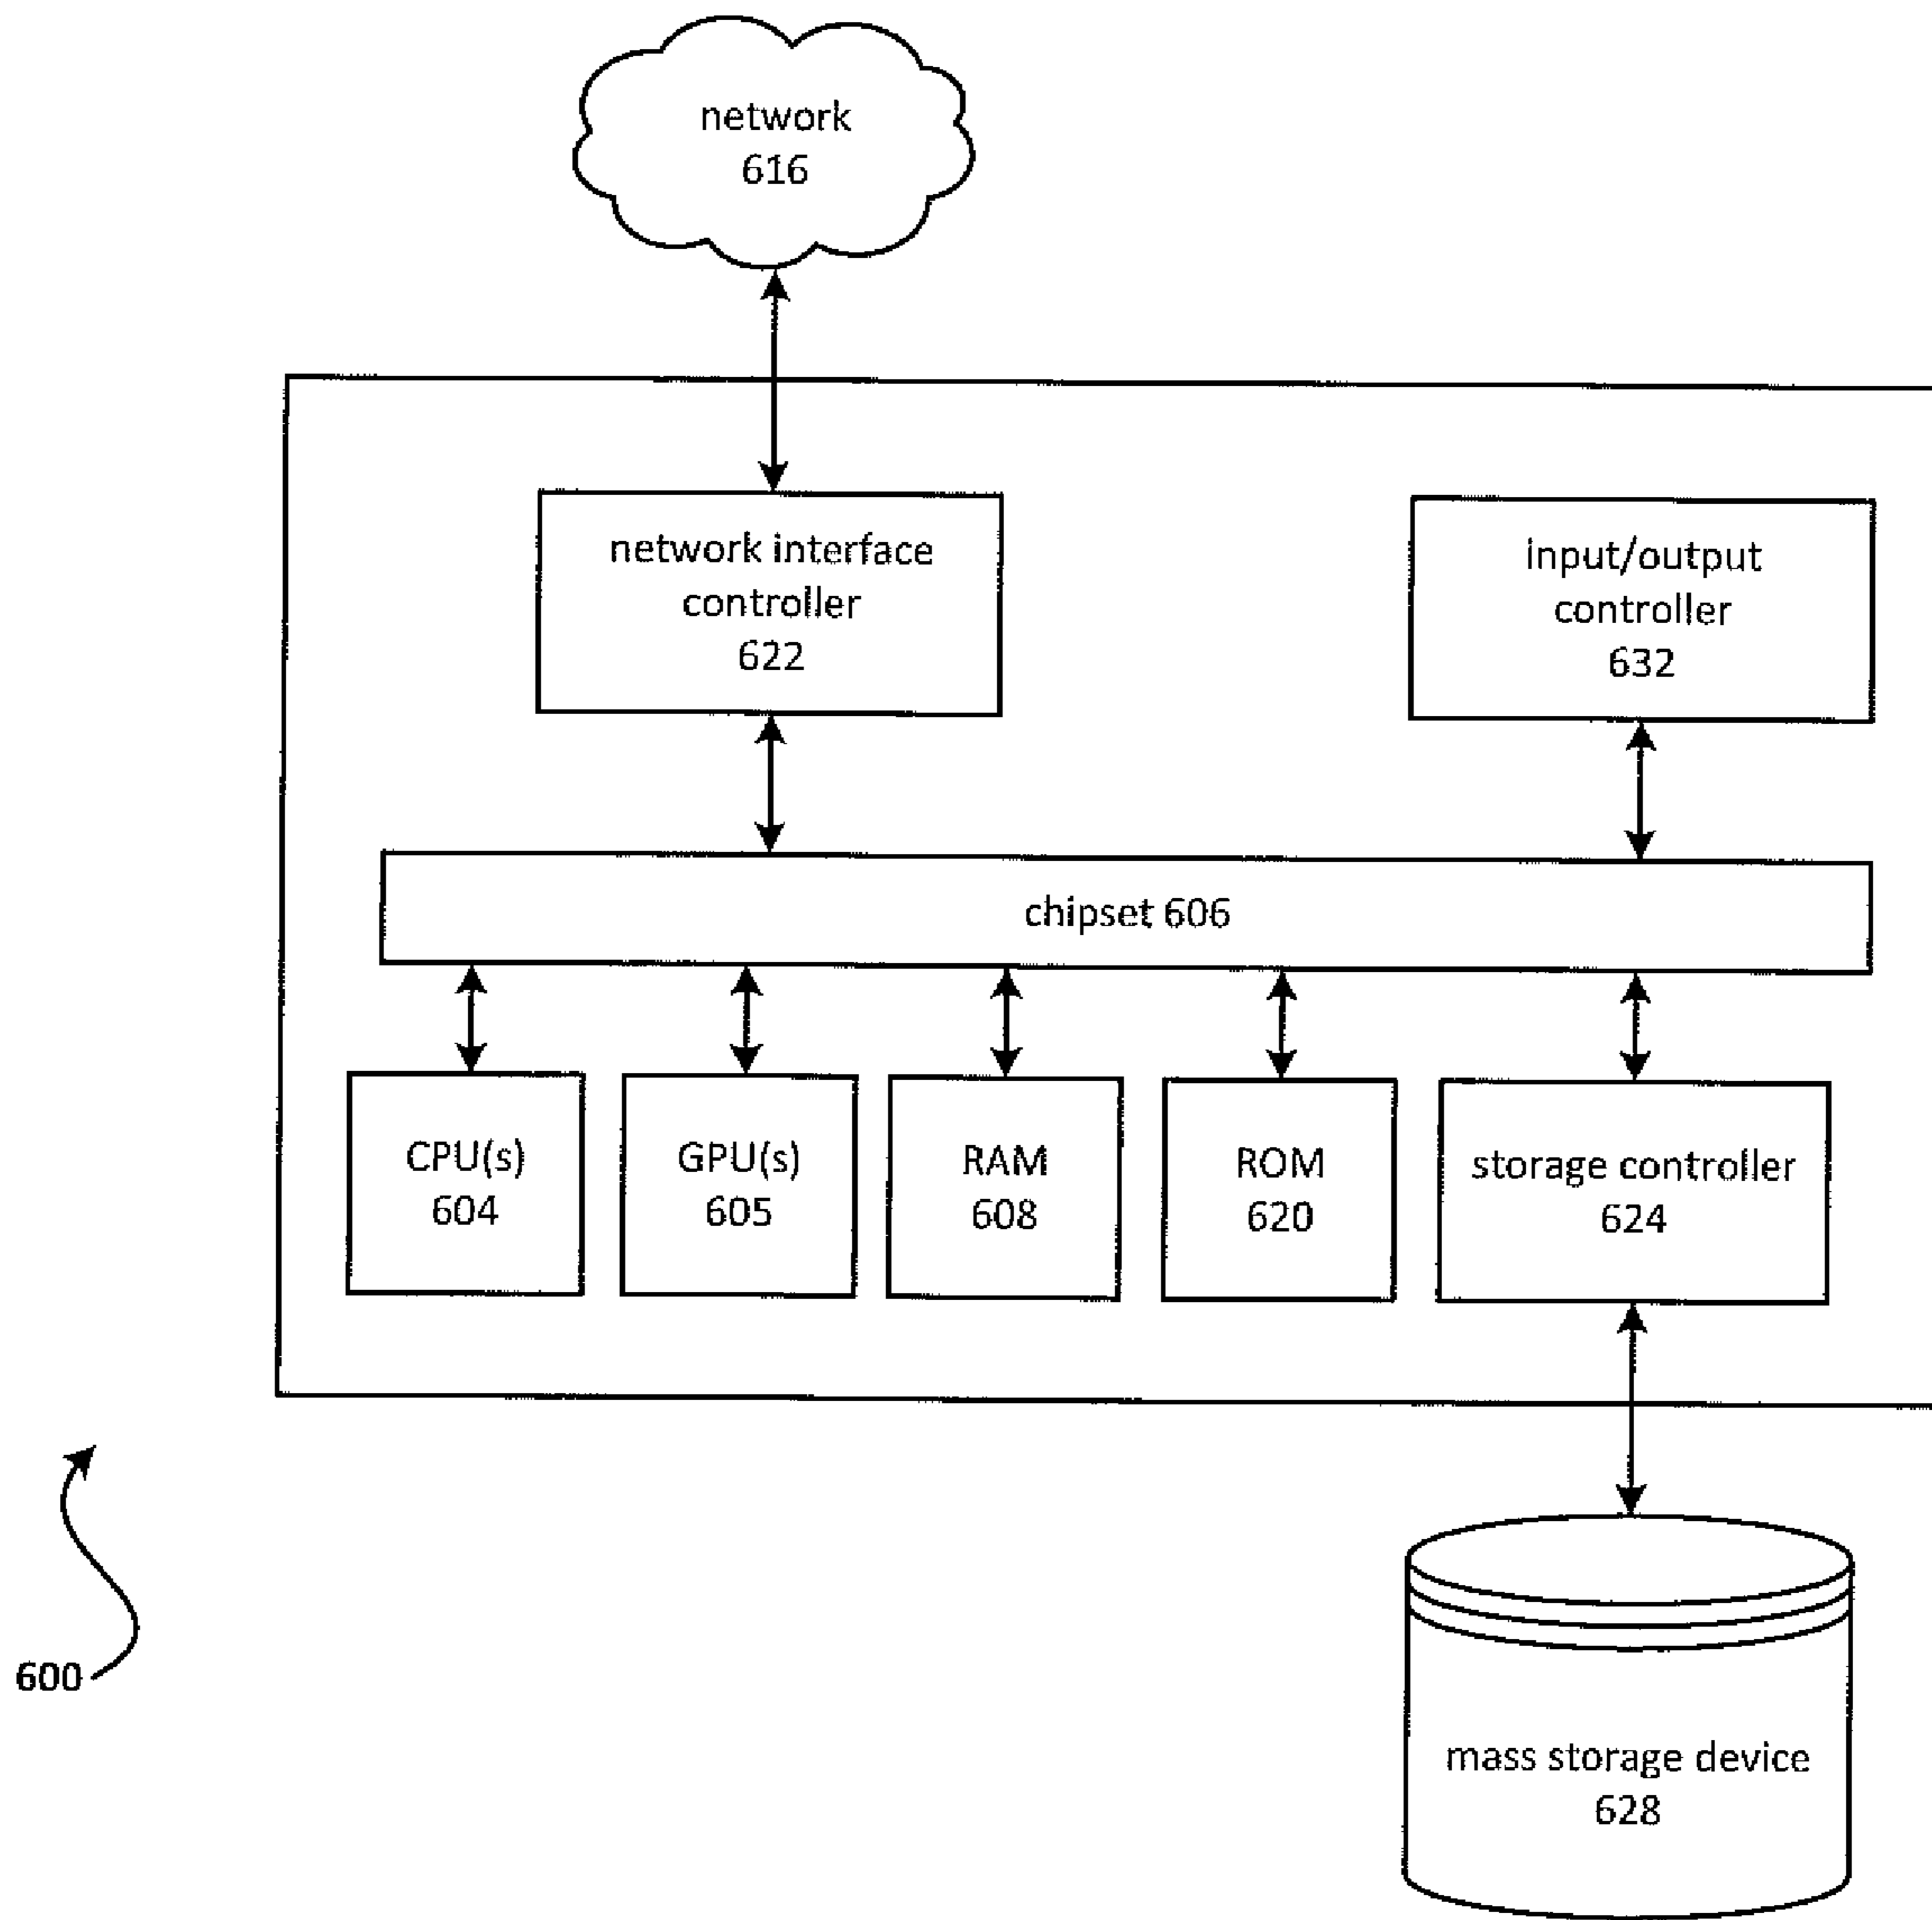 network
616
network interface
controller
622
input/output
controller
632
chipset 606
CPU(s)
604
GPU(s)
605
RAM
608
ROM
620
storage controller
624
600
mass storage device
628